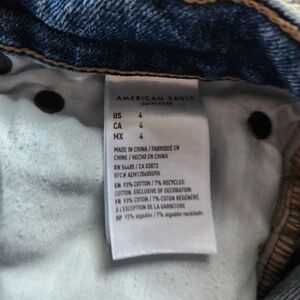 AMERICAN EAGLE
OUTFITTERS
US 4
CA 4
MX 4
MADE IN CHINA / FABRIQUÉ EN
CHINE / HECHO EN CHINA
RN 54485 / CA 03873
EN 93% COTTON / 7% RECYCLED
COTTON. EXCLUSIVE OF DECORATION
FR 93% COTON / 7% COTON RÉGÉNÉRÉ.
À L'EXCEPTION DE LA GARNITURE
SP 93% algodón / 7% algodón reciclado